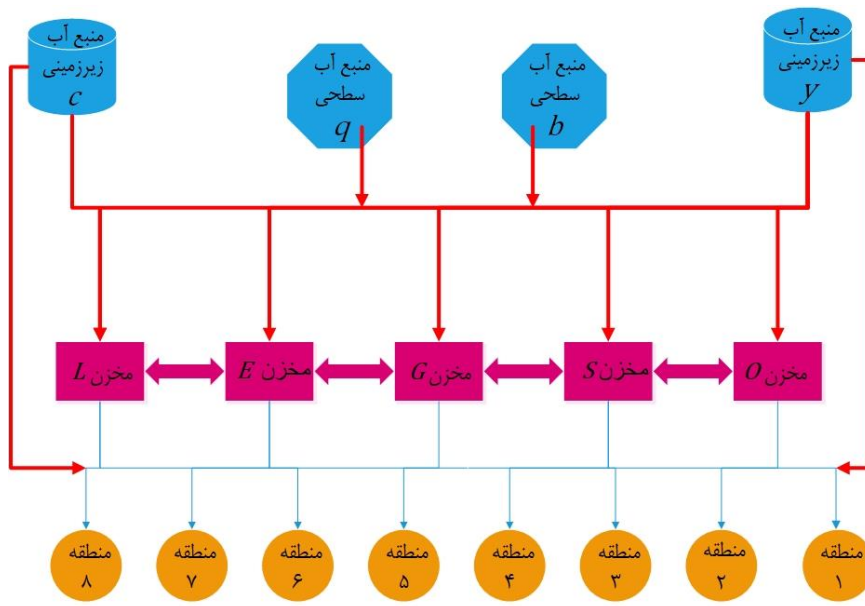 منبع آب
زیرزمینی
y
منبع آب
سطحی
b
منبع آب
سطحی
q
منبع آب
زیرزمینی
c
مخزن O
مخزن S
مخزن G
مخزن E
مخزن L
منطقه
۱
منطقه
۲
منطقه
۳
منطقه
۴
منطقه
۵
منطقه
۶
منطقه
۷
منطقه
۸